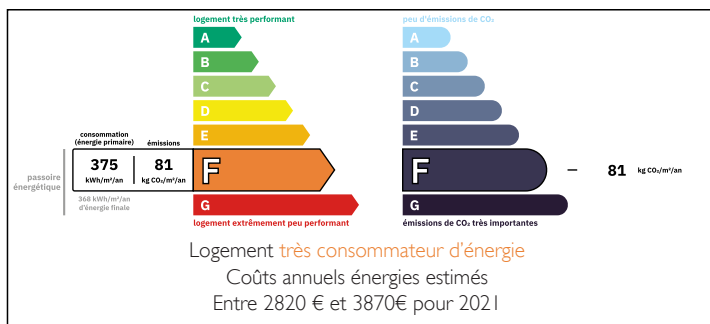 logement très performant
A
B
C
D
E
consommation
(énergie primaire)
émissions
375
kWh/m²/an
81
kg CO₂/m²/an
F
passoire
énergétique
368 kWh/m²/an
d'énergie finale
G
logement extrêmement peu performant
peu d'émissions de CO₂
A
B
C
D
E
F
81 kg CO₂/m²/an
G
émissions de CO₂ très importantes
Logement très consommateur d'énergie
Coûts annuels énergies estimés
Entre 2820 € et 3870€ pour 2021